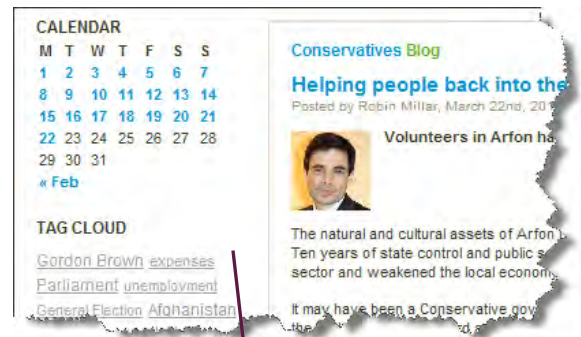 CALENDAR
M T W T F S S
1 2 3 4 5 6 7
8 9 10 11 12 13 14
15 16 17 18 19 20 21
22 23 24 25 26 27 28
29 30 31
« Feb
TAG CLOUD
Gordon Brown expenses
Parliament unemployment
General Election Afghanistan
Conservatives Blog
Helping people back into the
Posted by Robin Millar, March 22nd, 20
Volunteers in Arfon ha
The natural and cultural assets of Arfon
Ten years of state control and public s
sector and weakened the local econom
It may have been a Conservative gov